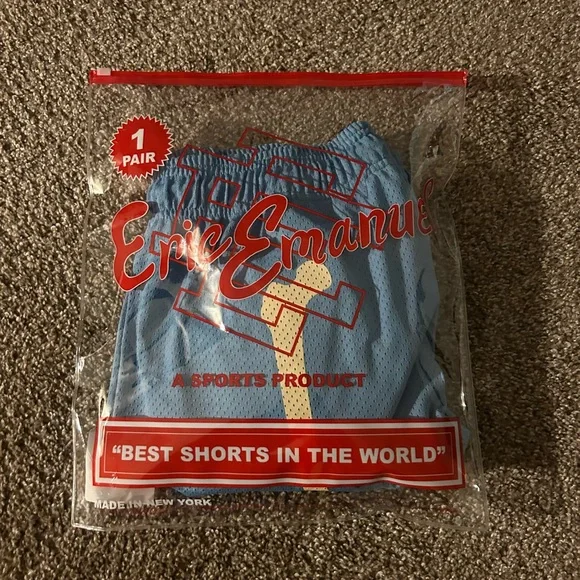 1
PAIR
Eric Emanuel
A SPORTS PRODUCT
"BEST SHORTS IN THE WORLD"
MADE IN NEW YORK